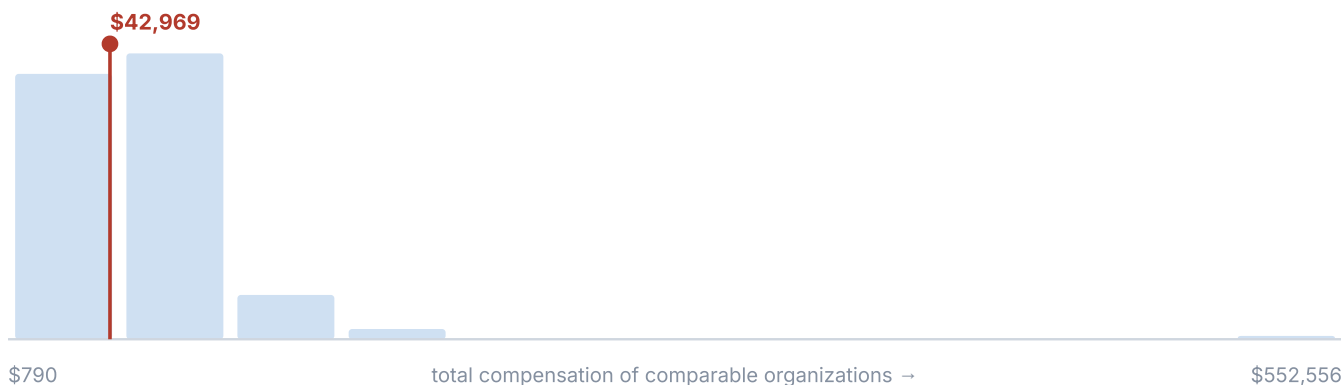 $42,969
$790 total compensation of comparable organizations → $552,556